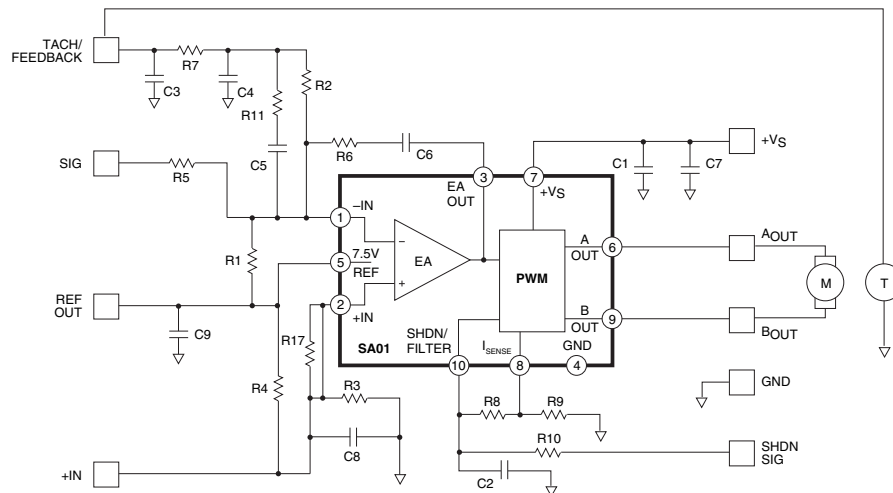 TACH/
FEEDBACK
R7
C3
C4
R2
R11
R6
C6
C5
SIG
R5
3
7
EA
OUT
+VS
C1
C7
+VS
1
–IN
5
7.5V
REF
2
+IN
EA
PWM
A
OUT
6
AOUT
M
T
B
OUT
9
BOUT
R1
REF
OUT
C9
R17
SA01
SHDN/
FILTER
ISENSE
GND
10
8
4
R4
R3
C8
R8
R9
GND
R10
SHDN
SIG
C2
+IN